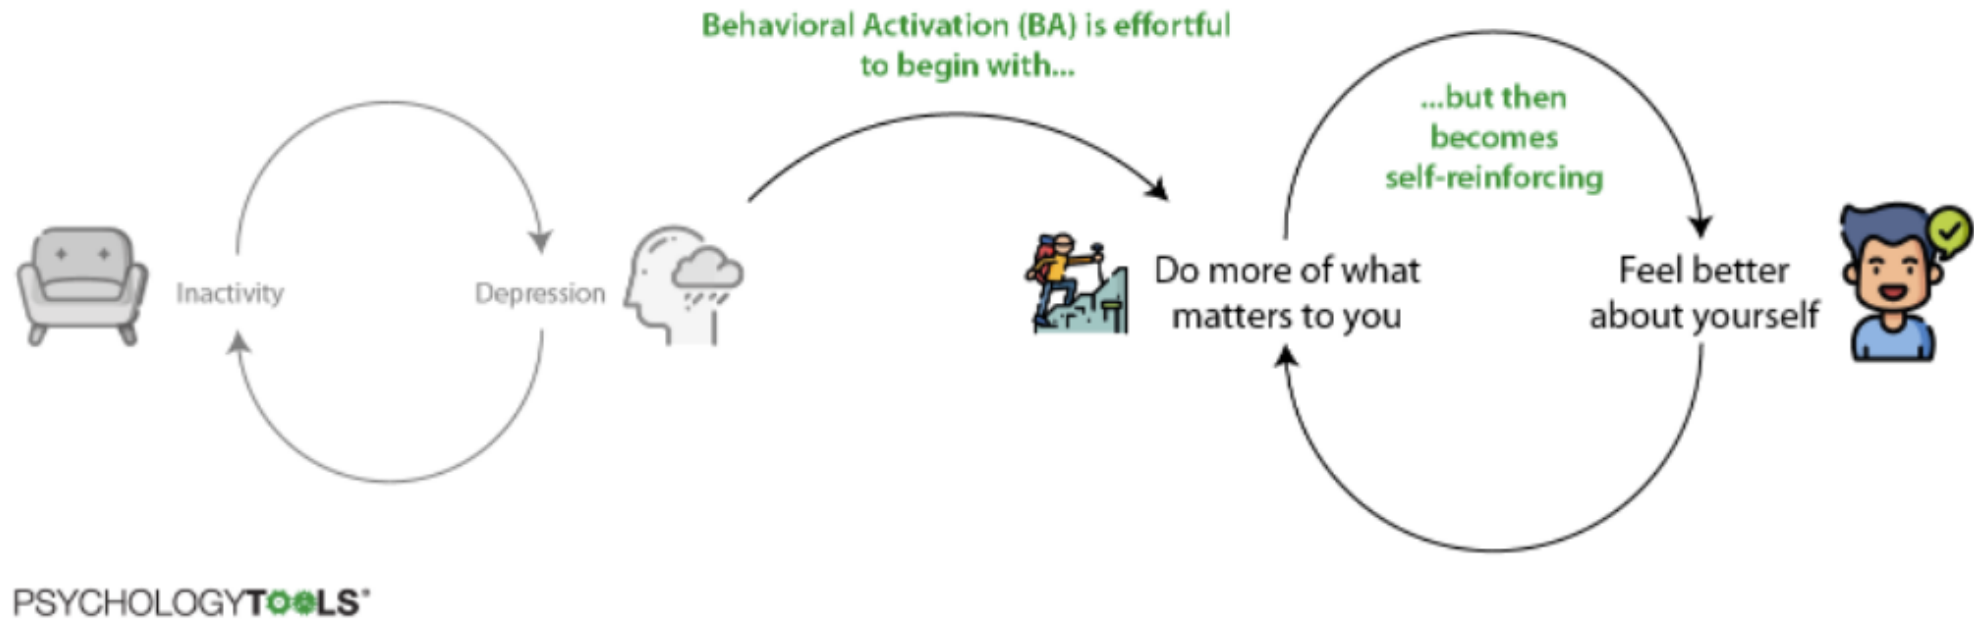 Behavioral Activation (BA) is effortful
to begin with...
...but then
becomes
self-reinforcing
Inactivity
Depression
Do more of what
matters to you
Feel better
about yourself
PSYCHOLOGYTOOLS®